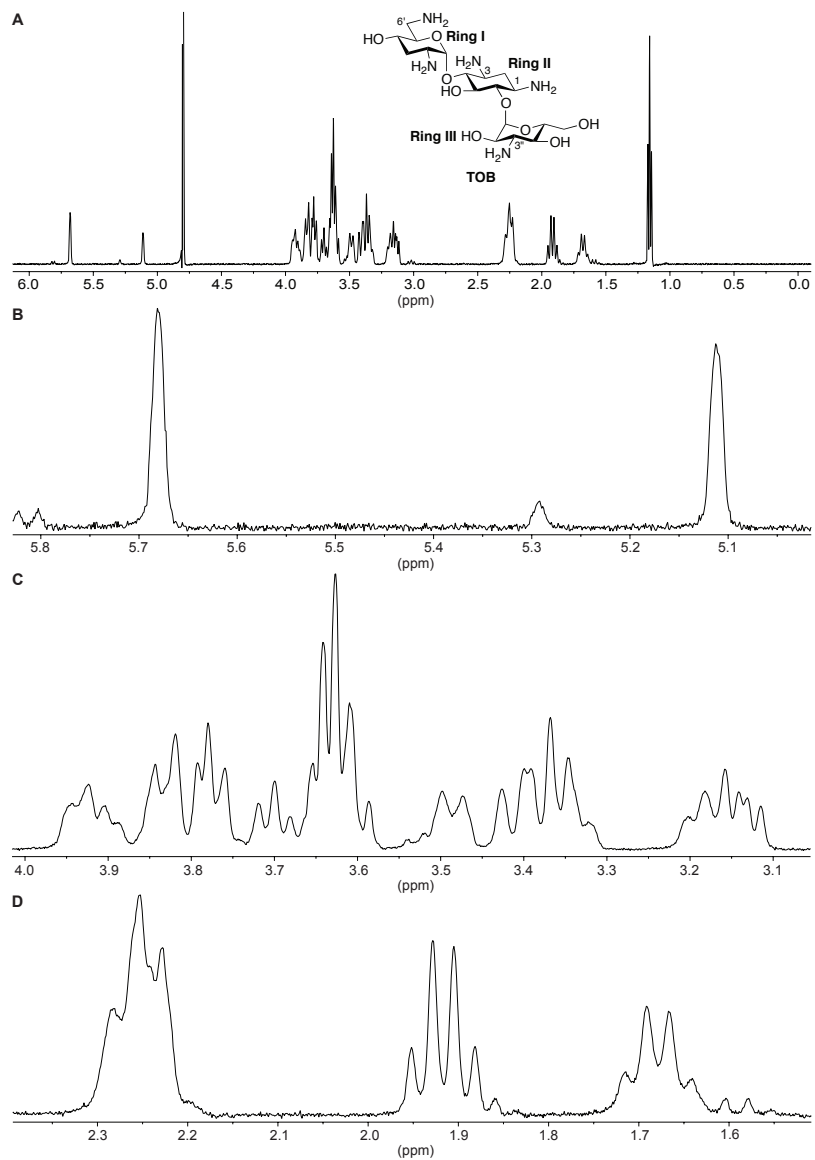 A
6'
NH₂
HO
O
Ring I
H₂N
H₂N
3
Ring II
O
1
NH₂
HO
O
Ring III
HO
O
OH
H₂N
3"
OH
TOB
6.0 5.5 5.0 4.5 4.0 3.5 3.0 2.5 2.0 1.5 1.0 0.5 0.0
(ppm)
B
5.8 5.7 5.6 5.5 5.4 5.3 5.2 5.1
(ppm)
C
4.0 3.9 3.8 3.7 3.6 3.5 3.4 3.3 3.2 3.1
(ppm)
D
2.3 2.2 2.1 2.0 1.9 1.8 1.7 1.6
(ppm)